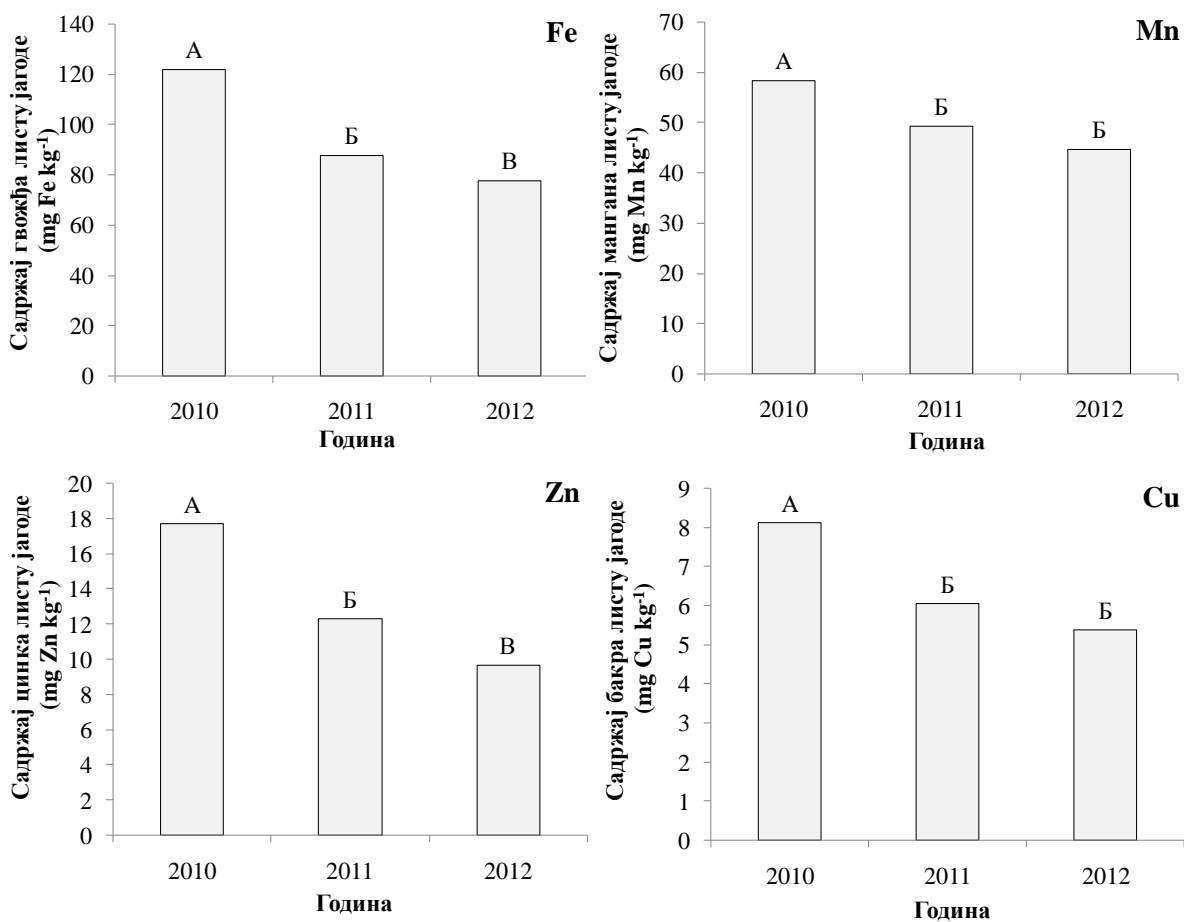 Fe
Садржај гвожђа листу јагоде
(mg Fe kg⁻¹)
140
120
100
80
60
40
20
0
А
Б
В
2010 2011 2012
Година
Mn
Садржај мангана листу јагоде
(mg Mn kg⁻¹)
70
60
50
40
30
20
10
0
А
Б
Б
2010 2011 2012
Година
Zn
Садржај цинка листу јагоде
(mg Zn kg⁻¹)
20
18
16
14
12
10
8
6
4
2
0
А
Б
В
2010 2011 2012
Година
Cu
Садржај бакра листу јагоде
(mg Cu kg⁻¹)
9
8
7
6
5
4
3
2
1
0
А
Б
Б
2010 2011 2012
Година